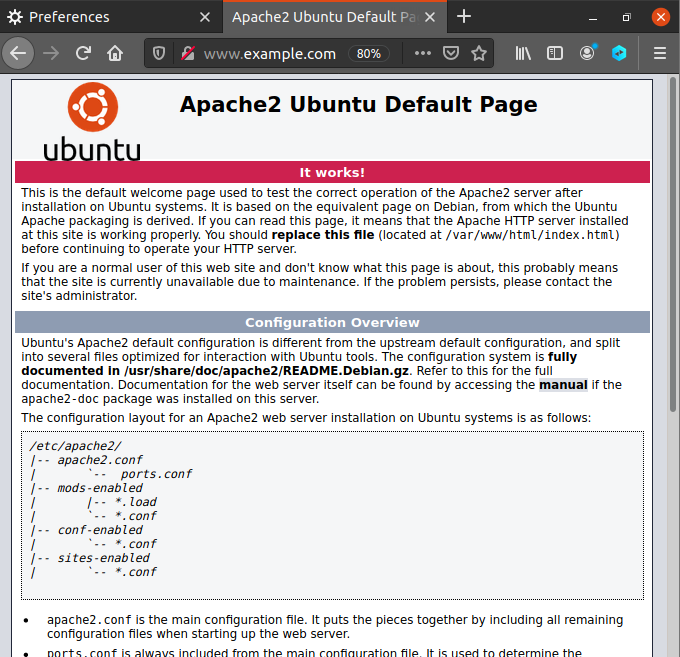 Preferences
Apache2 Ubuntu Default Pa
www.example.com
80%
ubuntu
Apache2 Ubuntu Default Page
It works!
This is the default welcome page used to test the correct operation of the Apache2 server after
installation on Ubuntu systems. It is based on the equivalent page on Debian, from which the Ubuntu
Apache packaging is derived. If you can read this page, it means that the Apache HTTP server installed
at this site is working properly. You should replace this file (located at /var/www/html/index.html)
before continuing to operate your HTTP server.
If you are a normal user of this web site and don't know what this page is about, this probably means
that the site is currently unavailable due to maintenance. If the problem persists, please contact the
site's administrator.
Configuration Overview
Ubuntu's Apache2 default configuration is different from the upstream default configuration, and split
into several files optimized for interaction with Ubuntu tools. The configuration system is fully
documented in /usr/share/doc/apache2/README.Debian.gz. Refer to this for the full
documentation. Documentation for the web server itself can be found by accessing the manual if the
apache2-doc package was installed on this server.
The configuration layout for an Apache2 web server installation on Ubuntu systems is as follows:
/etc/apache2/
|-- apache2.conf
|       `--  ports.conf
|-- mods-enabled
|       |-- *.load
|       `-- *.conf
|-- conf-enabled
|       `-- *.conf
|-- sites-enabled
|       `-- *.conf
• apache2.conf is the main configuration file. It puts the pieces together by including all remaining
configuration files when starting up the web server.
• ports.conf is always included from the main configuration file. It is used to determine the